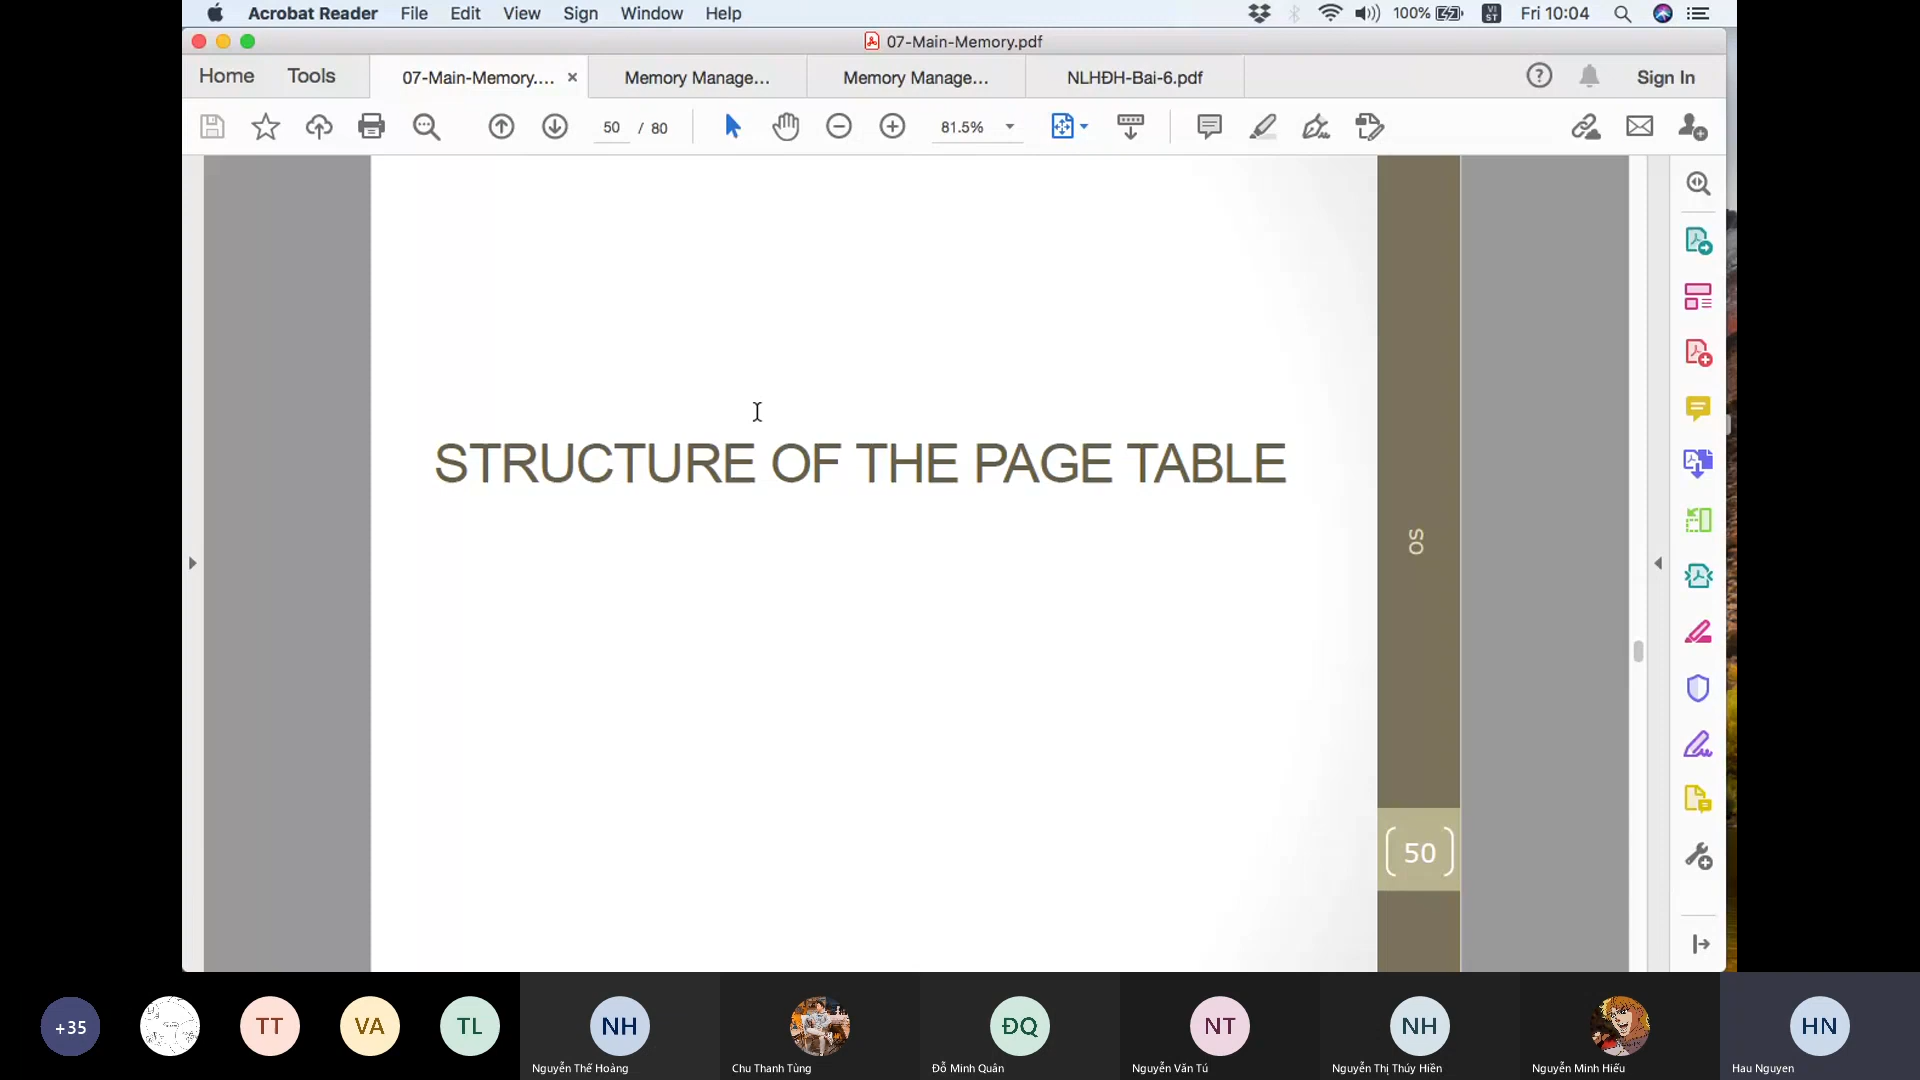 Acrobat Reader File Edit View Sign Window Help 100% VI ST Fri 10:04
07-Main-Memory.pdf
Home Tools 07-Main-Memory.... × Memory Manage... Memory Manage... NLHĐH-Bai-6.pdf ? Sign In
50 / 80 81.5%
STRUCTURE OF THE PAGE TABLE
OS
50
+35 TT VA TL NH ĐQ NT NH HN
Nguyễn Thế Hoàng Chu Thanh Tùng Đỗ Minh Quân Nguyễn Văn Tú Nguyễn Thị Thúy Hiền Nguyễn Minh Hiếu Hau Nguyen